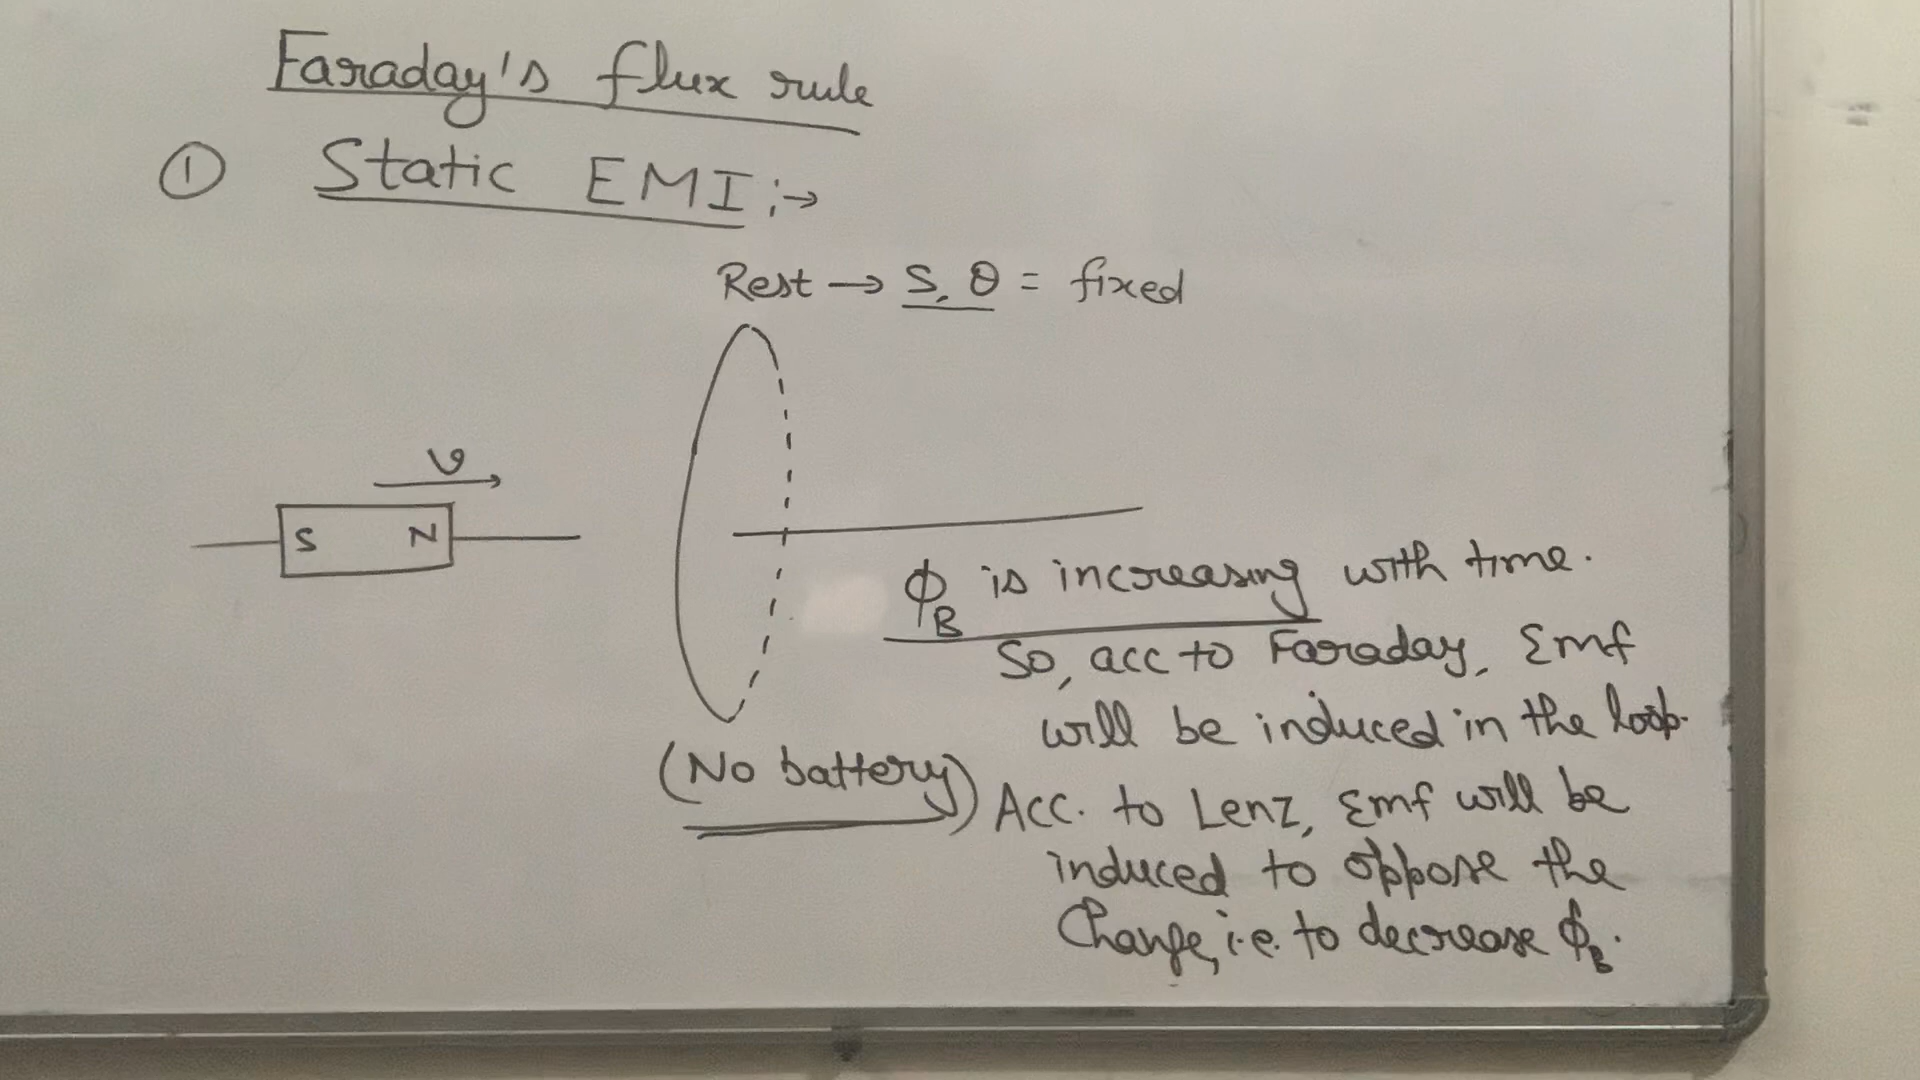 Faraday's flux rule
① Static EMI :→
Rest → S, θ = fixed
v
S N
ϕB is increasing with time.
So, acc to Faraday, Emf
will be induced in the loop.
(No battery)
Acc. to Lenz, Emf will be
induced to oppose the
Change, i.e. to decrease ϕB.